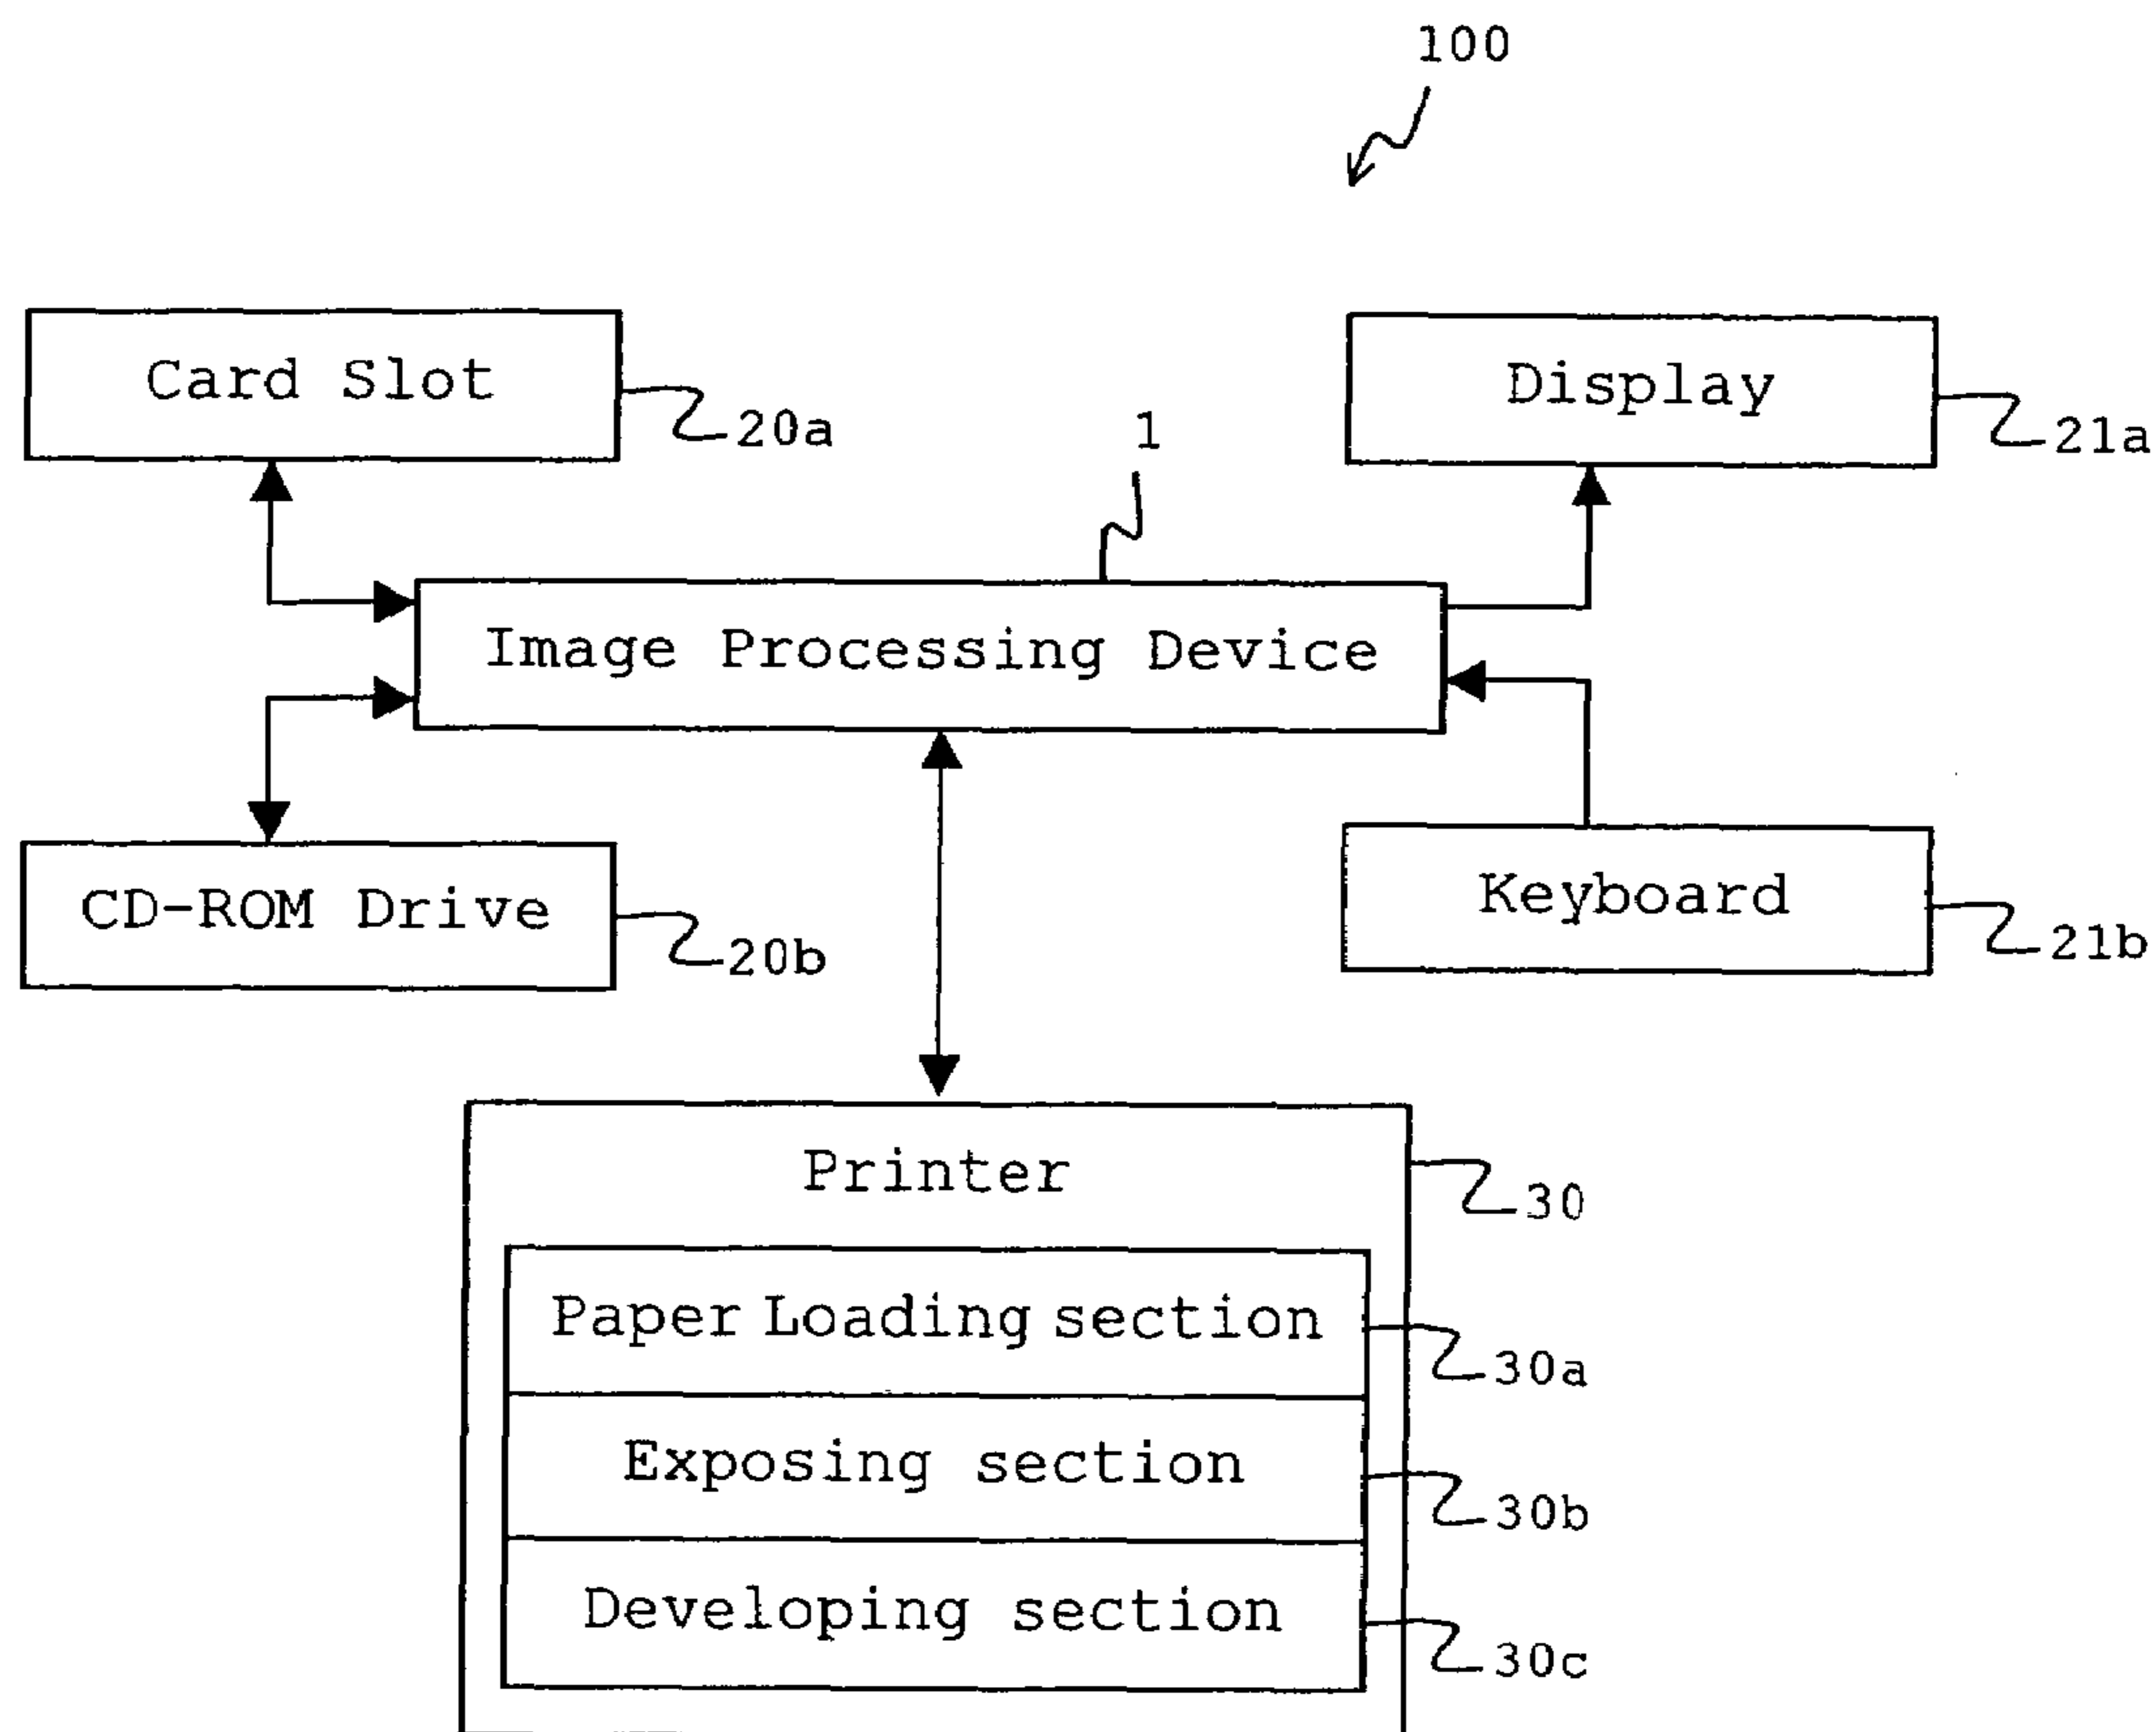 100
Card Slot
20a
Display
21a
1
Image Processing Device
CD-ROM Drive
20b
Keyboard
21b
Printer
30
Paper Loading section
30a
Exposing section
30b
Developing section
30c